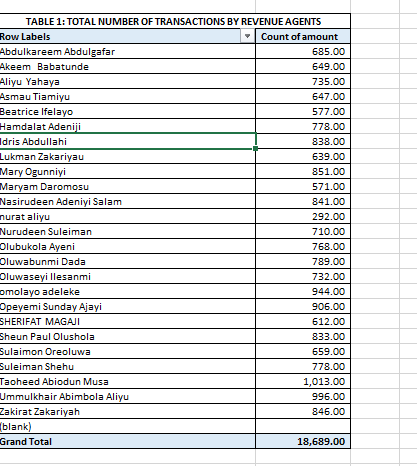 TABLE 1: TOTAL NUMBER OF TRANSACTIONS BY REVENUE AGENTS
Row Labels Count of amount
Abdulkareem Abdulgafar 685.00
Akeem Babatunde 649.00
Aliyu Yahaya 735.00
Asmau Tiamiyu 647.00
Beatrice Ifelayo 577.00
Hamdalat Adeniji 778.00
Idris Abdullahi 838.00
Lukman Zakariyau 639.00
Mary Ogunniyi 851.00
Maryam Daromosu 571.00
Nasirudeen Adeniyi Salam 841.00
nurat aliyu 292.00
Nurudeen Suleiman 710.00
Olubukola Ayeni 768.00
Oluwabunmi Dada 789.00
Oluwaseyi Ilesanmi 732.00
omolayo adeleke 944.00
Opeyemi Sunday Ajayi 906.00
SHERIFAT MAGAJI 612.00
Sheun Paul Olushola 833.00
Sulaimon Oreoluwa 659.00
Suleiman Shehu 778.00
Taoheed Abiodun Musa 1,013.00
Ummulkhair Abimbola Aliyu 996.00
Zakirat Zakariyah 846.00
(blank)
Grand Total 18,689.00